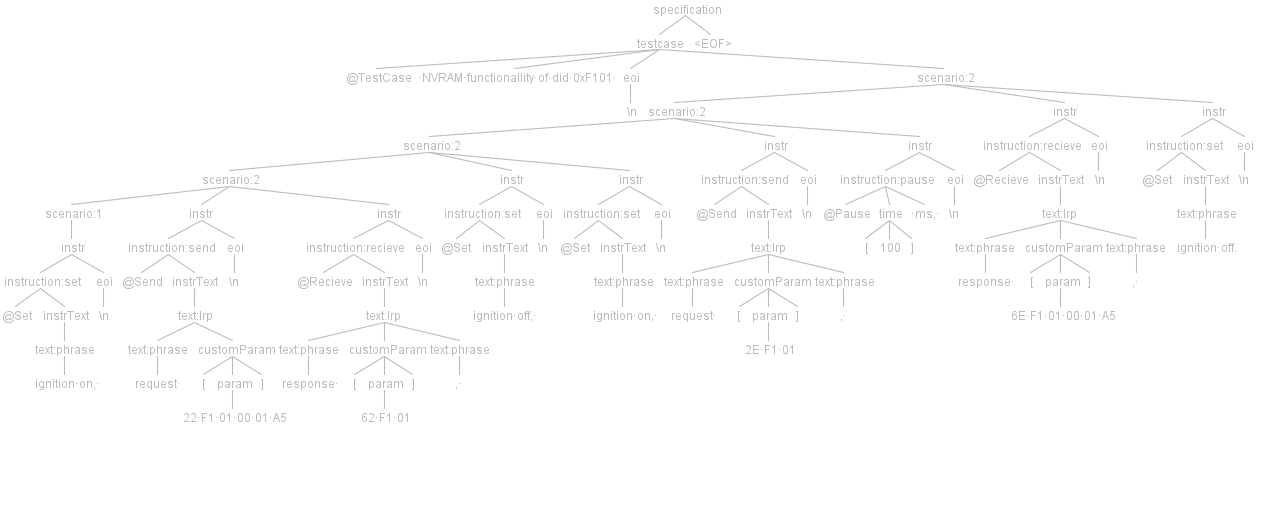 specification
testcase <EOF>
@TestCase ·NVRAM·functionallity·of·did·0xF101· eoi scenario:2
\n scenario:2 instr instr
scenario:2 instr instr instruction:recieve eoi instruction:set eoi
scenario:2 instr instr instruction:send eoi instruction:pause eoi @Recieve instrText \n @Set instrText \n
scenario:1 instr instr instruction:set eoi instruction:set eoi @Send instrText \n @Pause time ·ms,· \n text:lrp text:phrase
instr instruction:send eoi instruction:recieve eoi @Set instrText \n @Set instrText \n text:lrp [ 100 ] text:phrase customParam text:phrase ignition·off.
instruction:set eoi @Send instrText \n @Recieve instrText \n text:phrase text:phrase text:phrase customParam text:phrase response· [ param ] ,·
@Set instrText \n text:lrp text:lrp ignition·off,· ignition·on,· request· [ param ] ,· 6E·F1·01·00·01·A5
text:phrase text:phrase customParam text:phrase customParam text:phrase 2E·F1·01
ignition·on,· request· [ param ] response· [ param ] ,·
22·F1·01·00·01·A5 62·F1·01